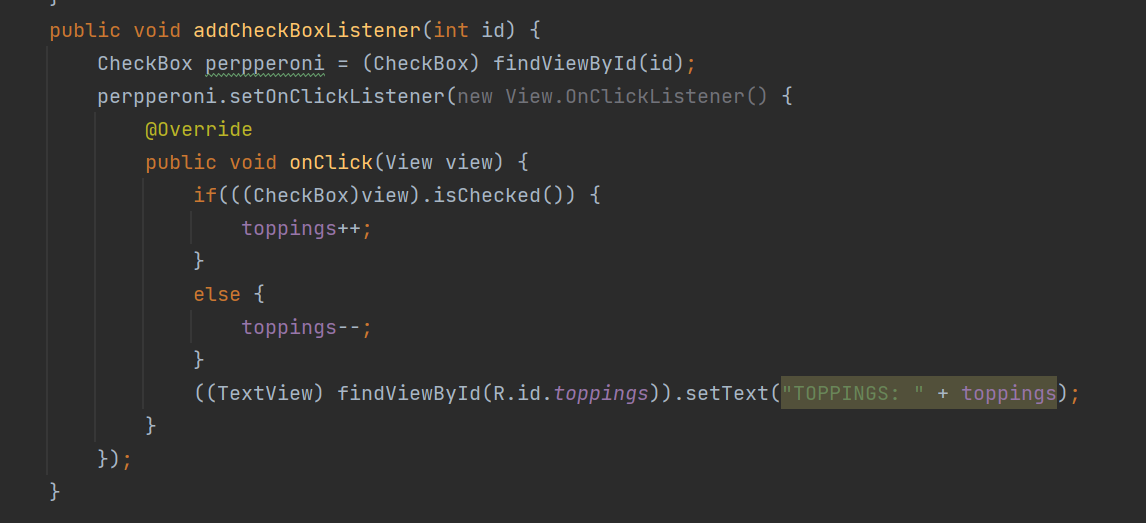 }
public void addCheckBoxListener(int id) {
CheckBox perpperoni = (CheckBox) findViewById(id);
perpperoni.setOnClickListener(new View.OnClickListener() {
@Override
public void onClick(View view) {
if(((CheckBox)view).isChecked()) {
toppings++;
}
else {
toppings--;
}
((TextView) findViewById(R.id.toppings)).setText("TOPPINGS: " + toppings);
}
});
}